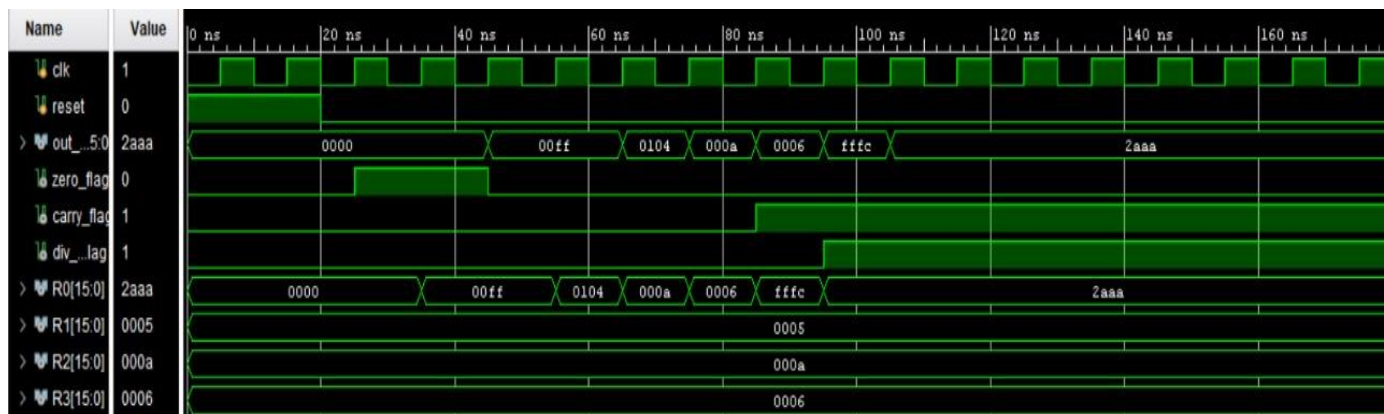 Name Value 0 ns 20 ns 40 ns 60 ns 80 ns 100 ns 120 ns 140 ns 160 ns
clk 1
reset 0
out_...5:0 2aaa 0000 00ff 0104 000a 0006 fffc 2aaa
zero_flag 0
carry_flag 1
div_...lag 1
R0[15:0] 2aaa 0000 00ff 0104 000a 0006 fffc 2aaa
R1[15:0] 0005 0005
R2[15:0] 000a 000a
R3[15:0] 0006 0006